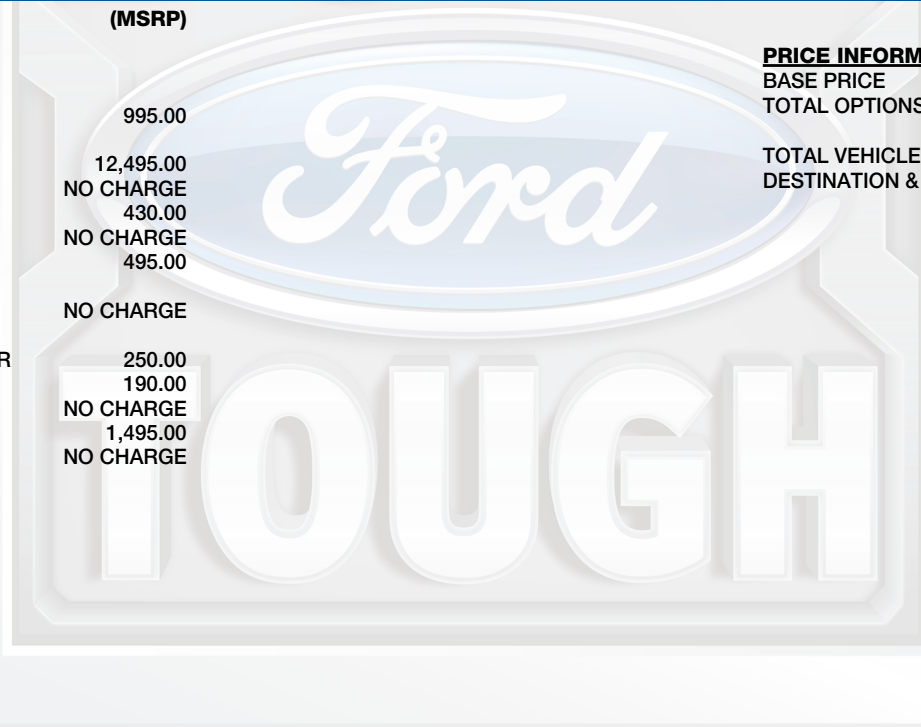 (MSRP)
995.00
12,495.00
NO CHARGE
430.00
NO CHARGE
495.00
NO CHARGE
R 250.00
190.00
NO CHARGE
1,495.00
NO CHARGE
PRICE INFORM
BASE PRICE
TOTAL OPTIONS
TOTAL VEHICLE
DESTINATION &
Ford
TOUGH